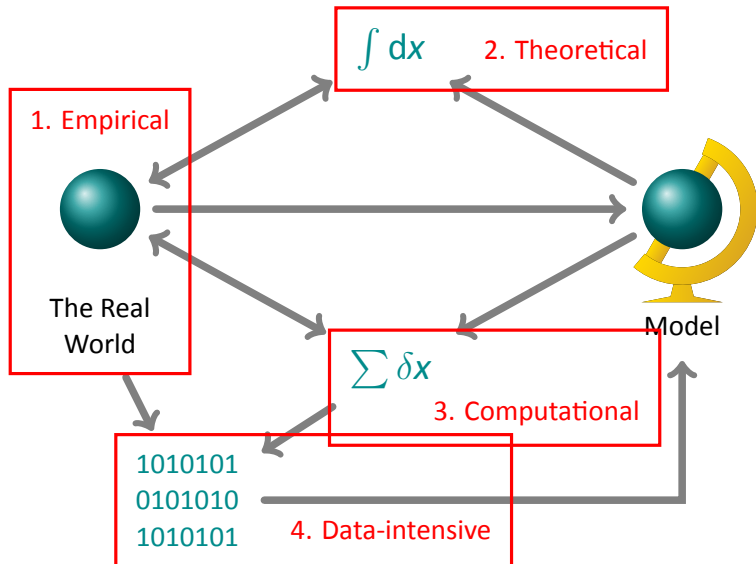 ∫ dx
2. Theoretical
1. Empirical
The Real
World
Model
∑ δx
3. Computational
1010101
0101010
1010101
4. Data-intensive